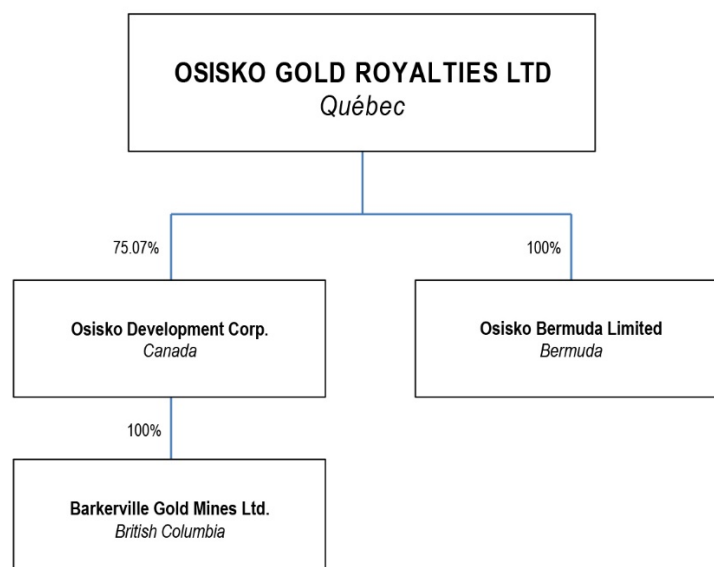 OSISKO GOLD ROYALTIES LTD
Québec
75.07%
100%
Osisko Development Corp.
Canada
Osisko Bermuda Limited
Bermuda
100%
Barkerville Gold Mines Ltd.
British Columbia